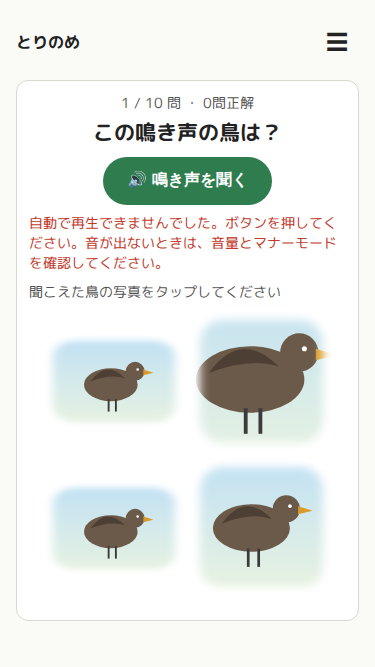 とりのめ
1 / 10 問 · 0問正解
この鳴き声の鳥は？
🔊 鳴き声を聞く
自動で再生できませんでした。ボタンを押してく
ださい。音が出ないときは、音量とマナーモード
を確認してください。
聞こえた鳥の写真をタップしてください